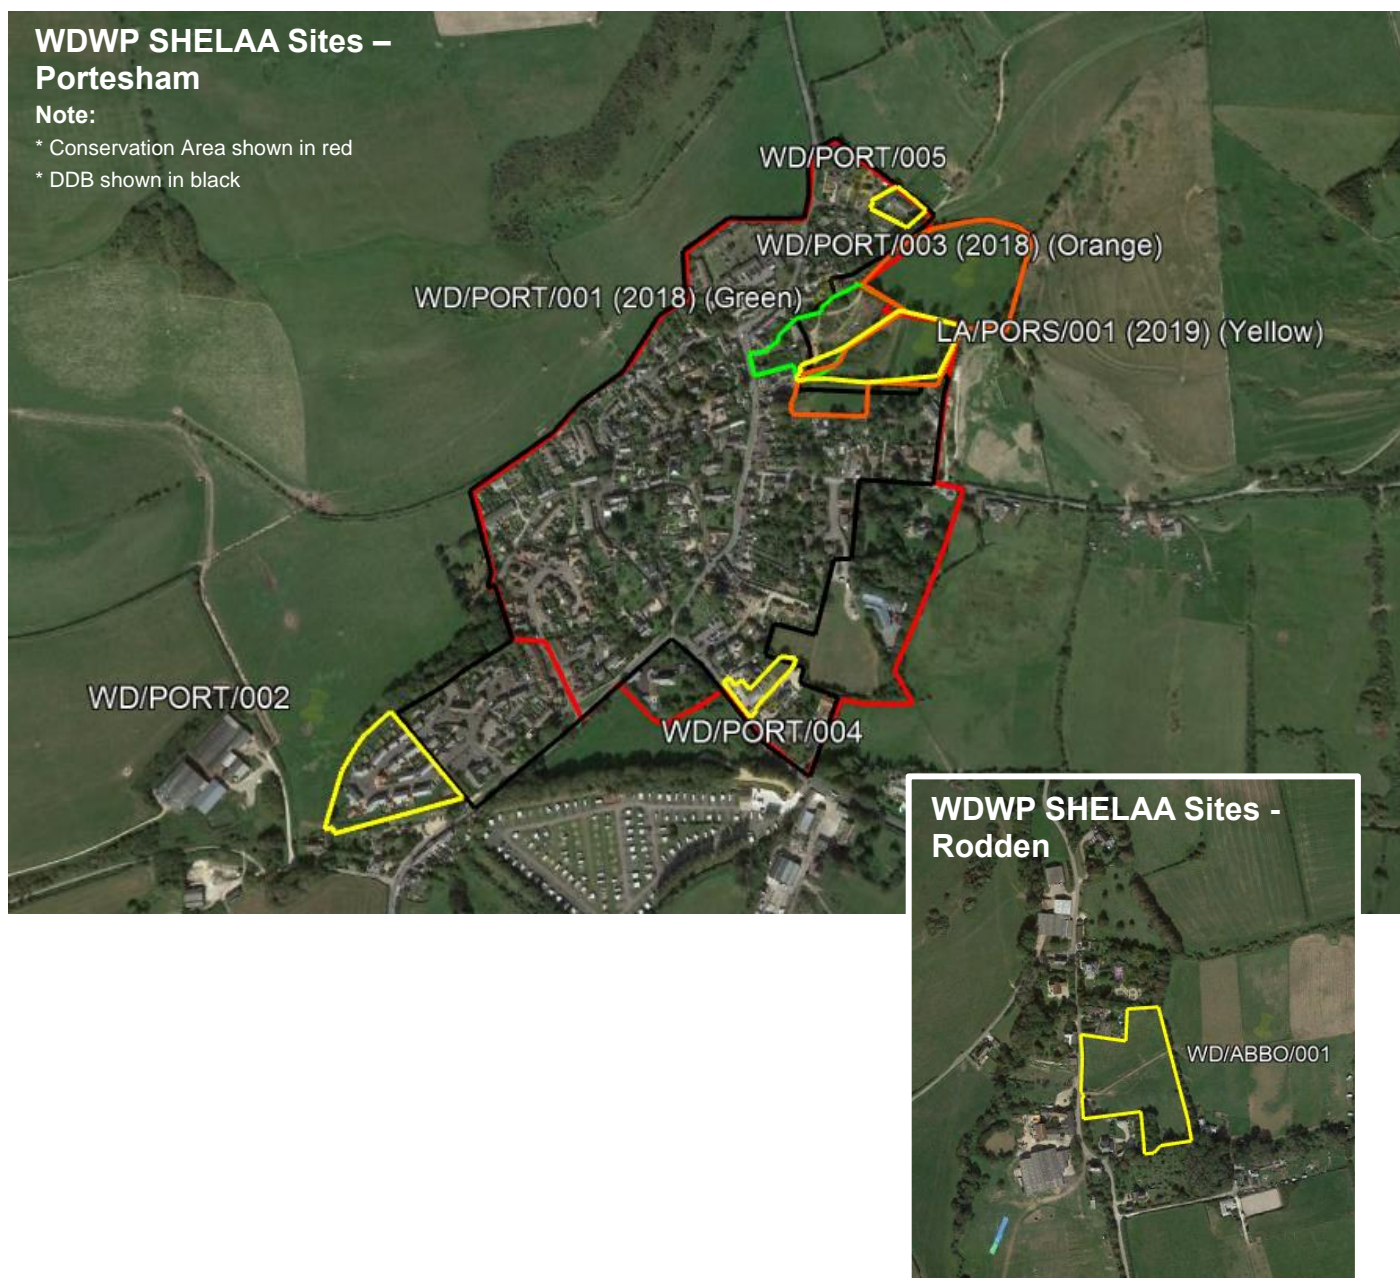 WDWP SHELAA Sites –
Portesham
Note:
* Conservation Area shown in red
* DDB shown in black
WD/PORT/005
WD/PORT/003 (2018) (Orange)
WD/PORT/001 (2018) (Green)
LA/PORS/001 (2019) (Yellow)
WD/PORT/002
WD/PORT/004
WDWP SHELAA Sites -
Rodden
WD/ABBO/001